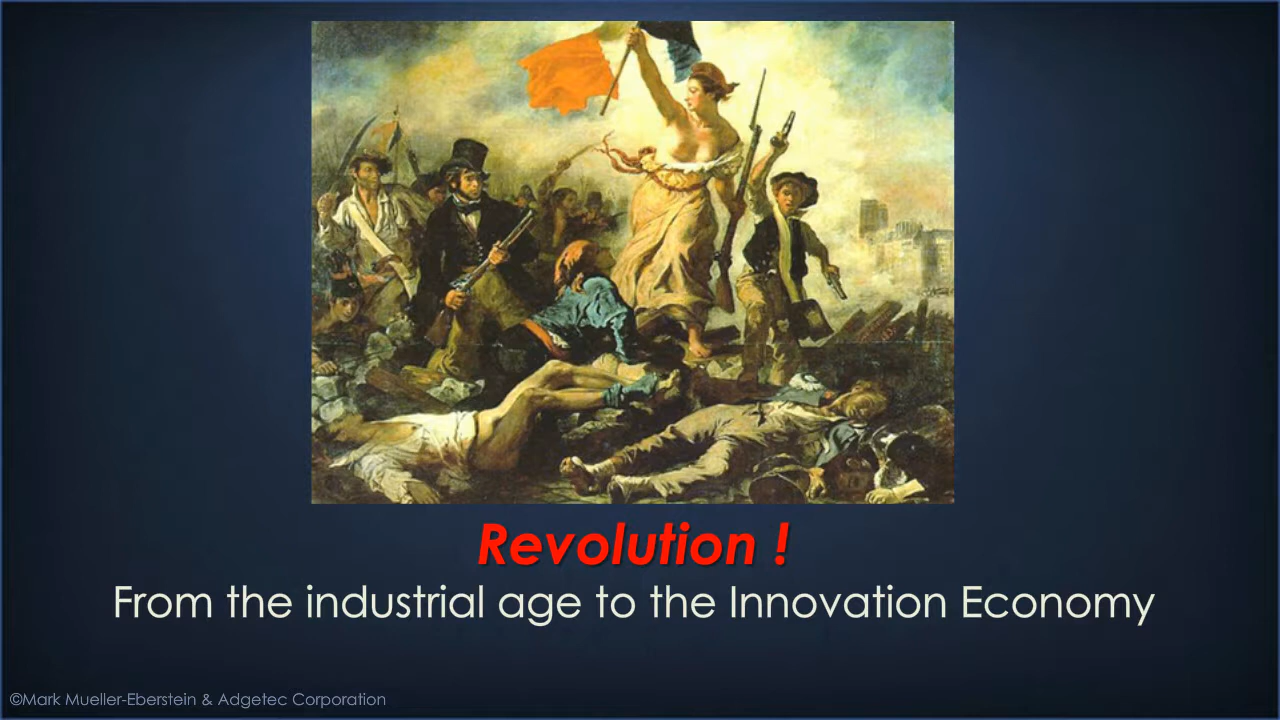 Revolution !
From the industrial age to the Innovation Economy
©Mark Mueller-Eberstein & Adgetec Corporation